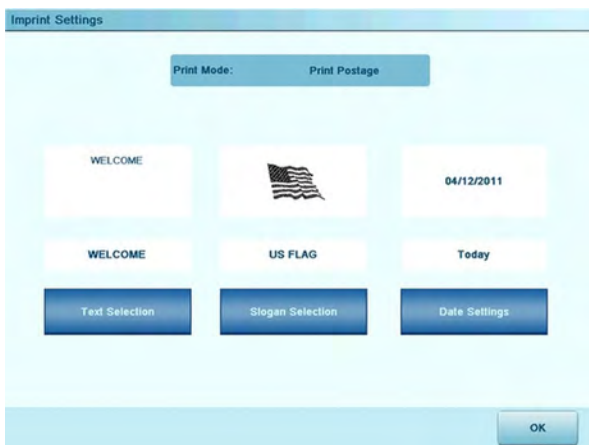 Imprint Settings
Print Mode: Print Postage
WELCOME
04/12/2011
WELCOME US FLAG Today
Text Selection Slogan Selection Date Settings
OK